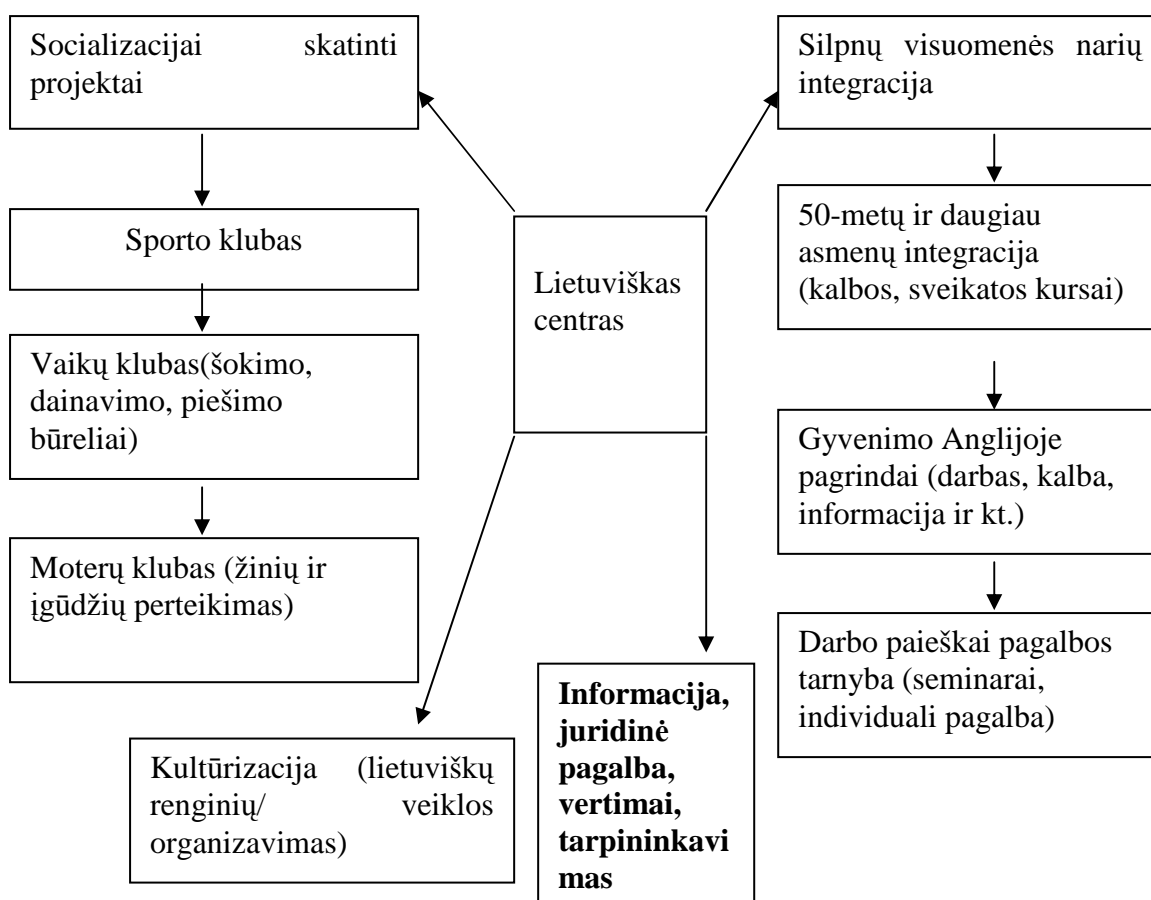 Socializacijai skatinti
projektai
Sporto klubas
Vaikų klubas(šokimo,
dainavimo, piešimo
būreliai)
Moterų klubas (žinių ir
įgūdžių perteikimas)
Lietuviškas
centras
Kultūrizacija (lietuviškų
renginių/ veiklos
organizavimas)
Informacija,
juridinė
pagalba,
vertimai,
tarpininkavi
mas
Silpnų visuomenės narių
integracija
50-metų ir daugiau
asmenų integracija
(kalbos, sveikatos kursai)
Gyvenimo Anglijoje
pagrindai (darbas, kalba,
informacija ir kt.)
Darbo paieškai pagalbos
tarnyba (seminarai,
individuali pagalba)